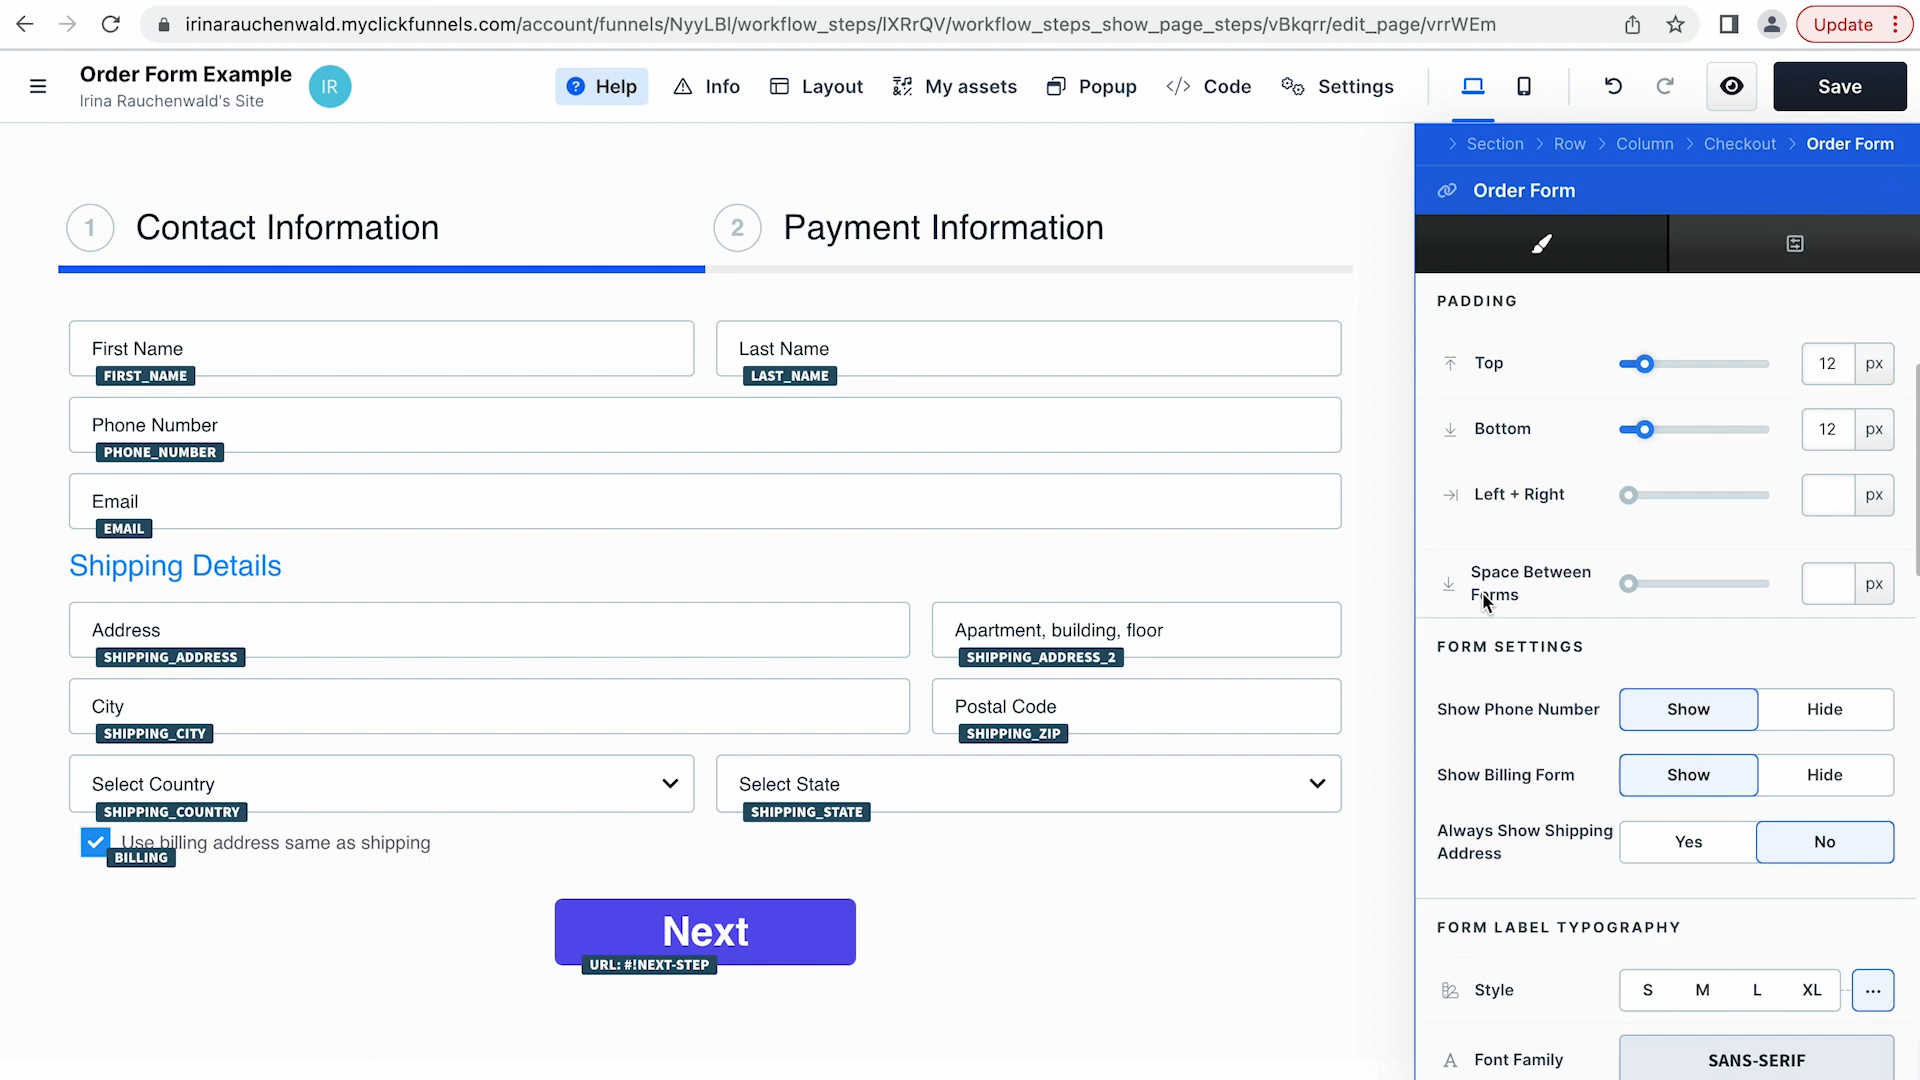 irinarauchenwald.myclickfunnels.com/account/funnels/NyyLBl/workflow_steps/lXRrQV/workflow_steps_show_page_steps/vBkqrr/edit_page/vrrWEm
Update
Order Form Example
Irina Rauchenwald's Site
IR
Help
Info
Layout
My assets
Popup
Code
Settings
Save
Section
Row
Column
Checkout
Order Form
Order Form
1 Contact Information
2 Payment Information
First Name
FIRST_NAME
Last Name
LAST_NAME
Phone Number
PHONE_NUMBER
Email
EMAIL
Shipping Details
Address
SHIPPING_ADDRESS
Apartment, building, floor
SHIPPING_ADDRESS_2
City
SHIPPING_CITY
Postal Code
SHIPPING_ZIP
Select Country
SHIPPING_COUNTRY
Select State
SHIPPING_STATE
Use billing address same as shipping
BILLING
Next
URL: #!NEXT-STEP
PADDING
Top 12 px
Bottom 12 px
Left + Right px
Space Between
Forms px
FORM SETTINGS
Show Phone Number Show Hide
Show Billing Form Show Hide
Always Show Shipping
Address Yes No
FORM LABEL TYPOGRAPHY
Style S M L XL ...
Font Family SANS-SERIF